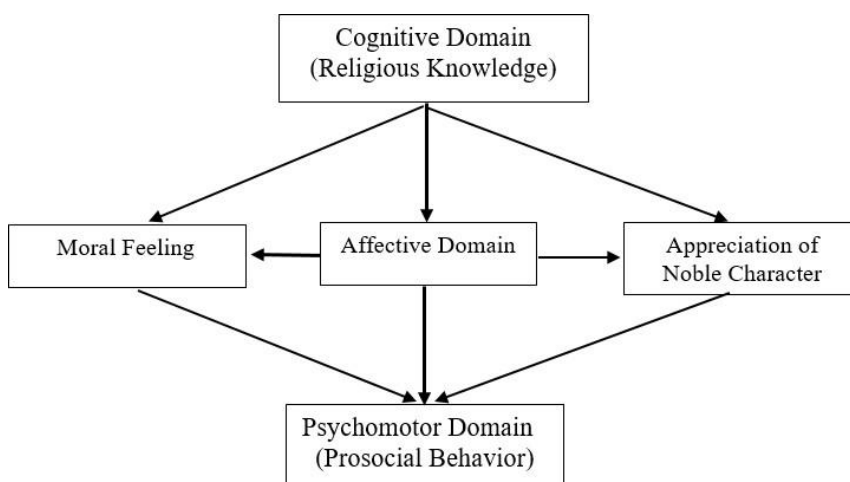 Cognitive Domain
(Religious Knowledge)
Moral Feeling
Affective Domain
Appreciation of
Noble Character
Psychomotor Domain
(Prosocial Behavior)